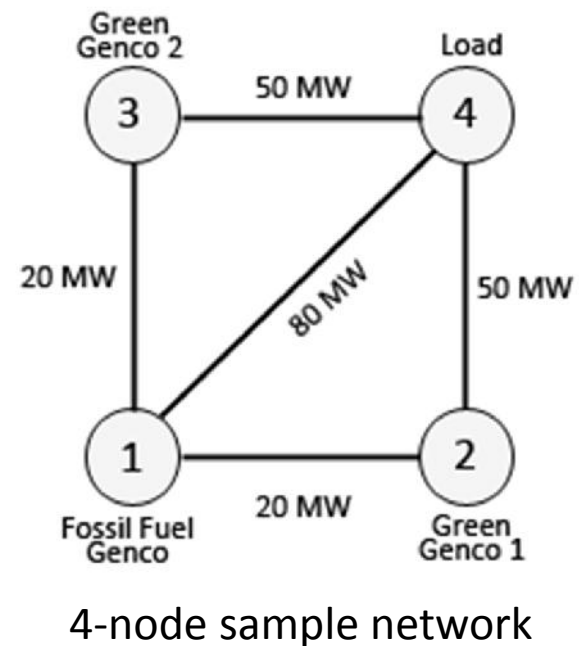 Green
Genco 2
Load
3
50 MW
4
20 MW
80 MW
50 MW
1
20 MW
2
Fossil Fuel
Genco
Green
Genco 1
4-node sample network